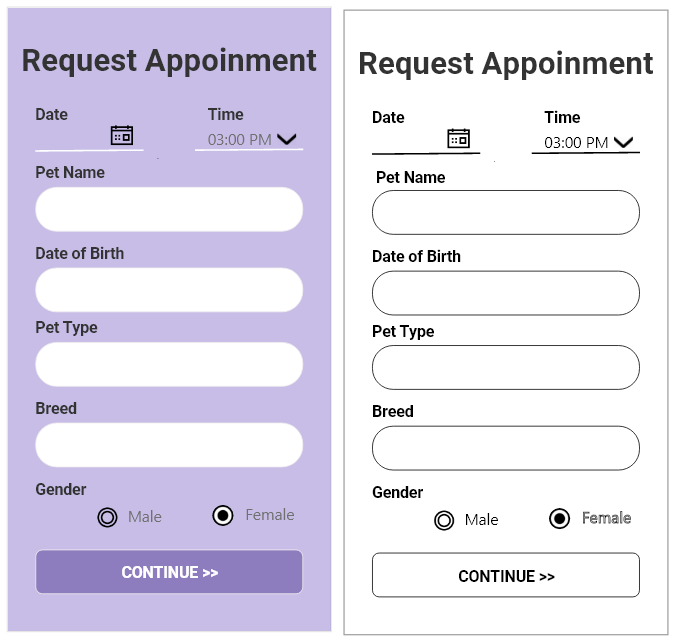 Request Appoinment
Date Time
03:00 PM
Pet Name
Date of Birth
Pet Type
Breed
Gender
Male Female
CONTINUE >>
Request Appoinment
Date Time
03:00 PM
Pet Name
Date of Birth
Pet Type
Breed
Gender
Male Female
CONTINUE >>